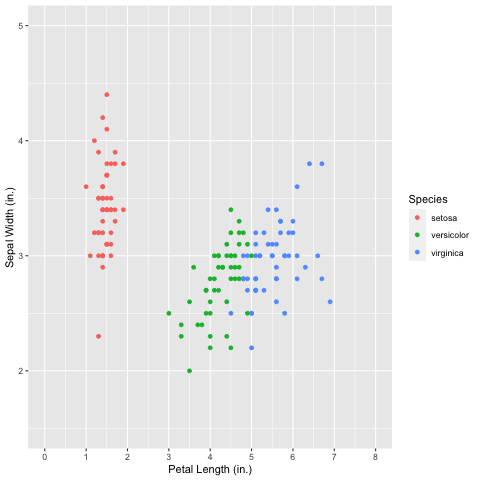 5
4
3
2
Sepal Width (in.)
0 1 2 3 4 5 6 7 8
Petal Length (in.)
Species
setosa
versicolor
virginica